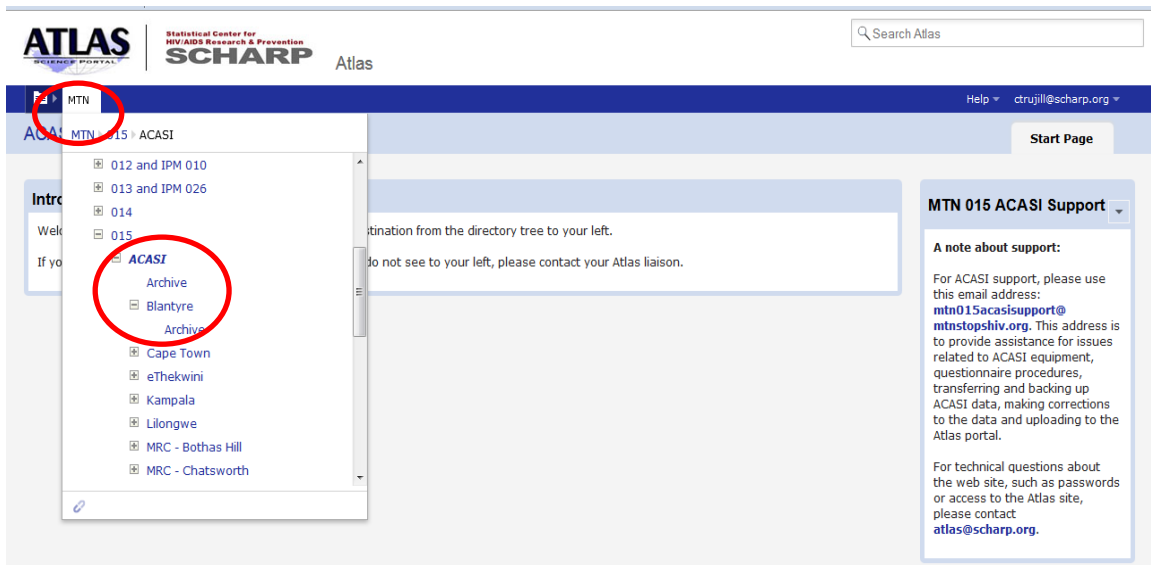 ATLAS
SCIENCE PORTAL
Statistical Center for
HIV/AIDS Research & Prevention
SCHARP
Atlas
Search Atlas
MTN
Help
ctrujill@scharp.org
MTN 015 ACASI
Start Page
012 and IPM 010
013 and IPM 026
014
015
ACASI
Archive
Blantyre
Archive
Cape Town
eThekwini
Kampala
Lilongwe
MRC - Bothas Hill
MRC - Chatsworth
Intro
Welc stination from the directory tree to your left.
If yo do not see to your left, please contact your Atlas liaison.
MTN 015 ACASI Support
A note about support:
For ACASI support, please use
this email address:
mtn015acasisupport@
mtnstopshiv.org. This address is
to provide assistance for issues
related to ACASI equipment,
questionnaire procedures,
transferring and backing up
ACASI data, making corrections
to the data and uploading to the
Atlas portal.
For technical questions about
the web site, such as passwords
or access to the Atlas site,
please contact
atlas@scharp.org.